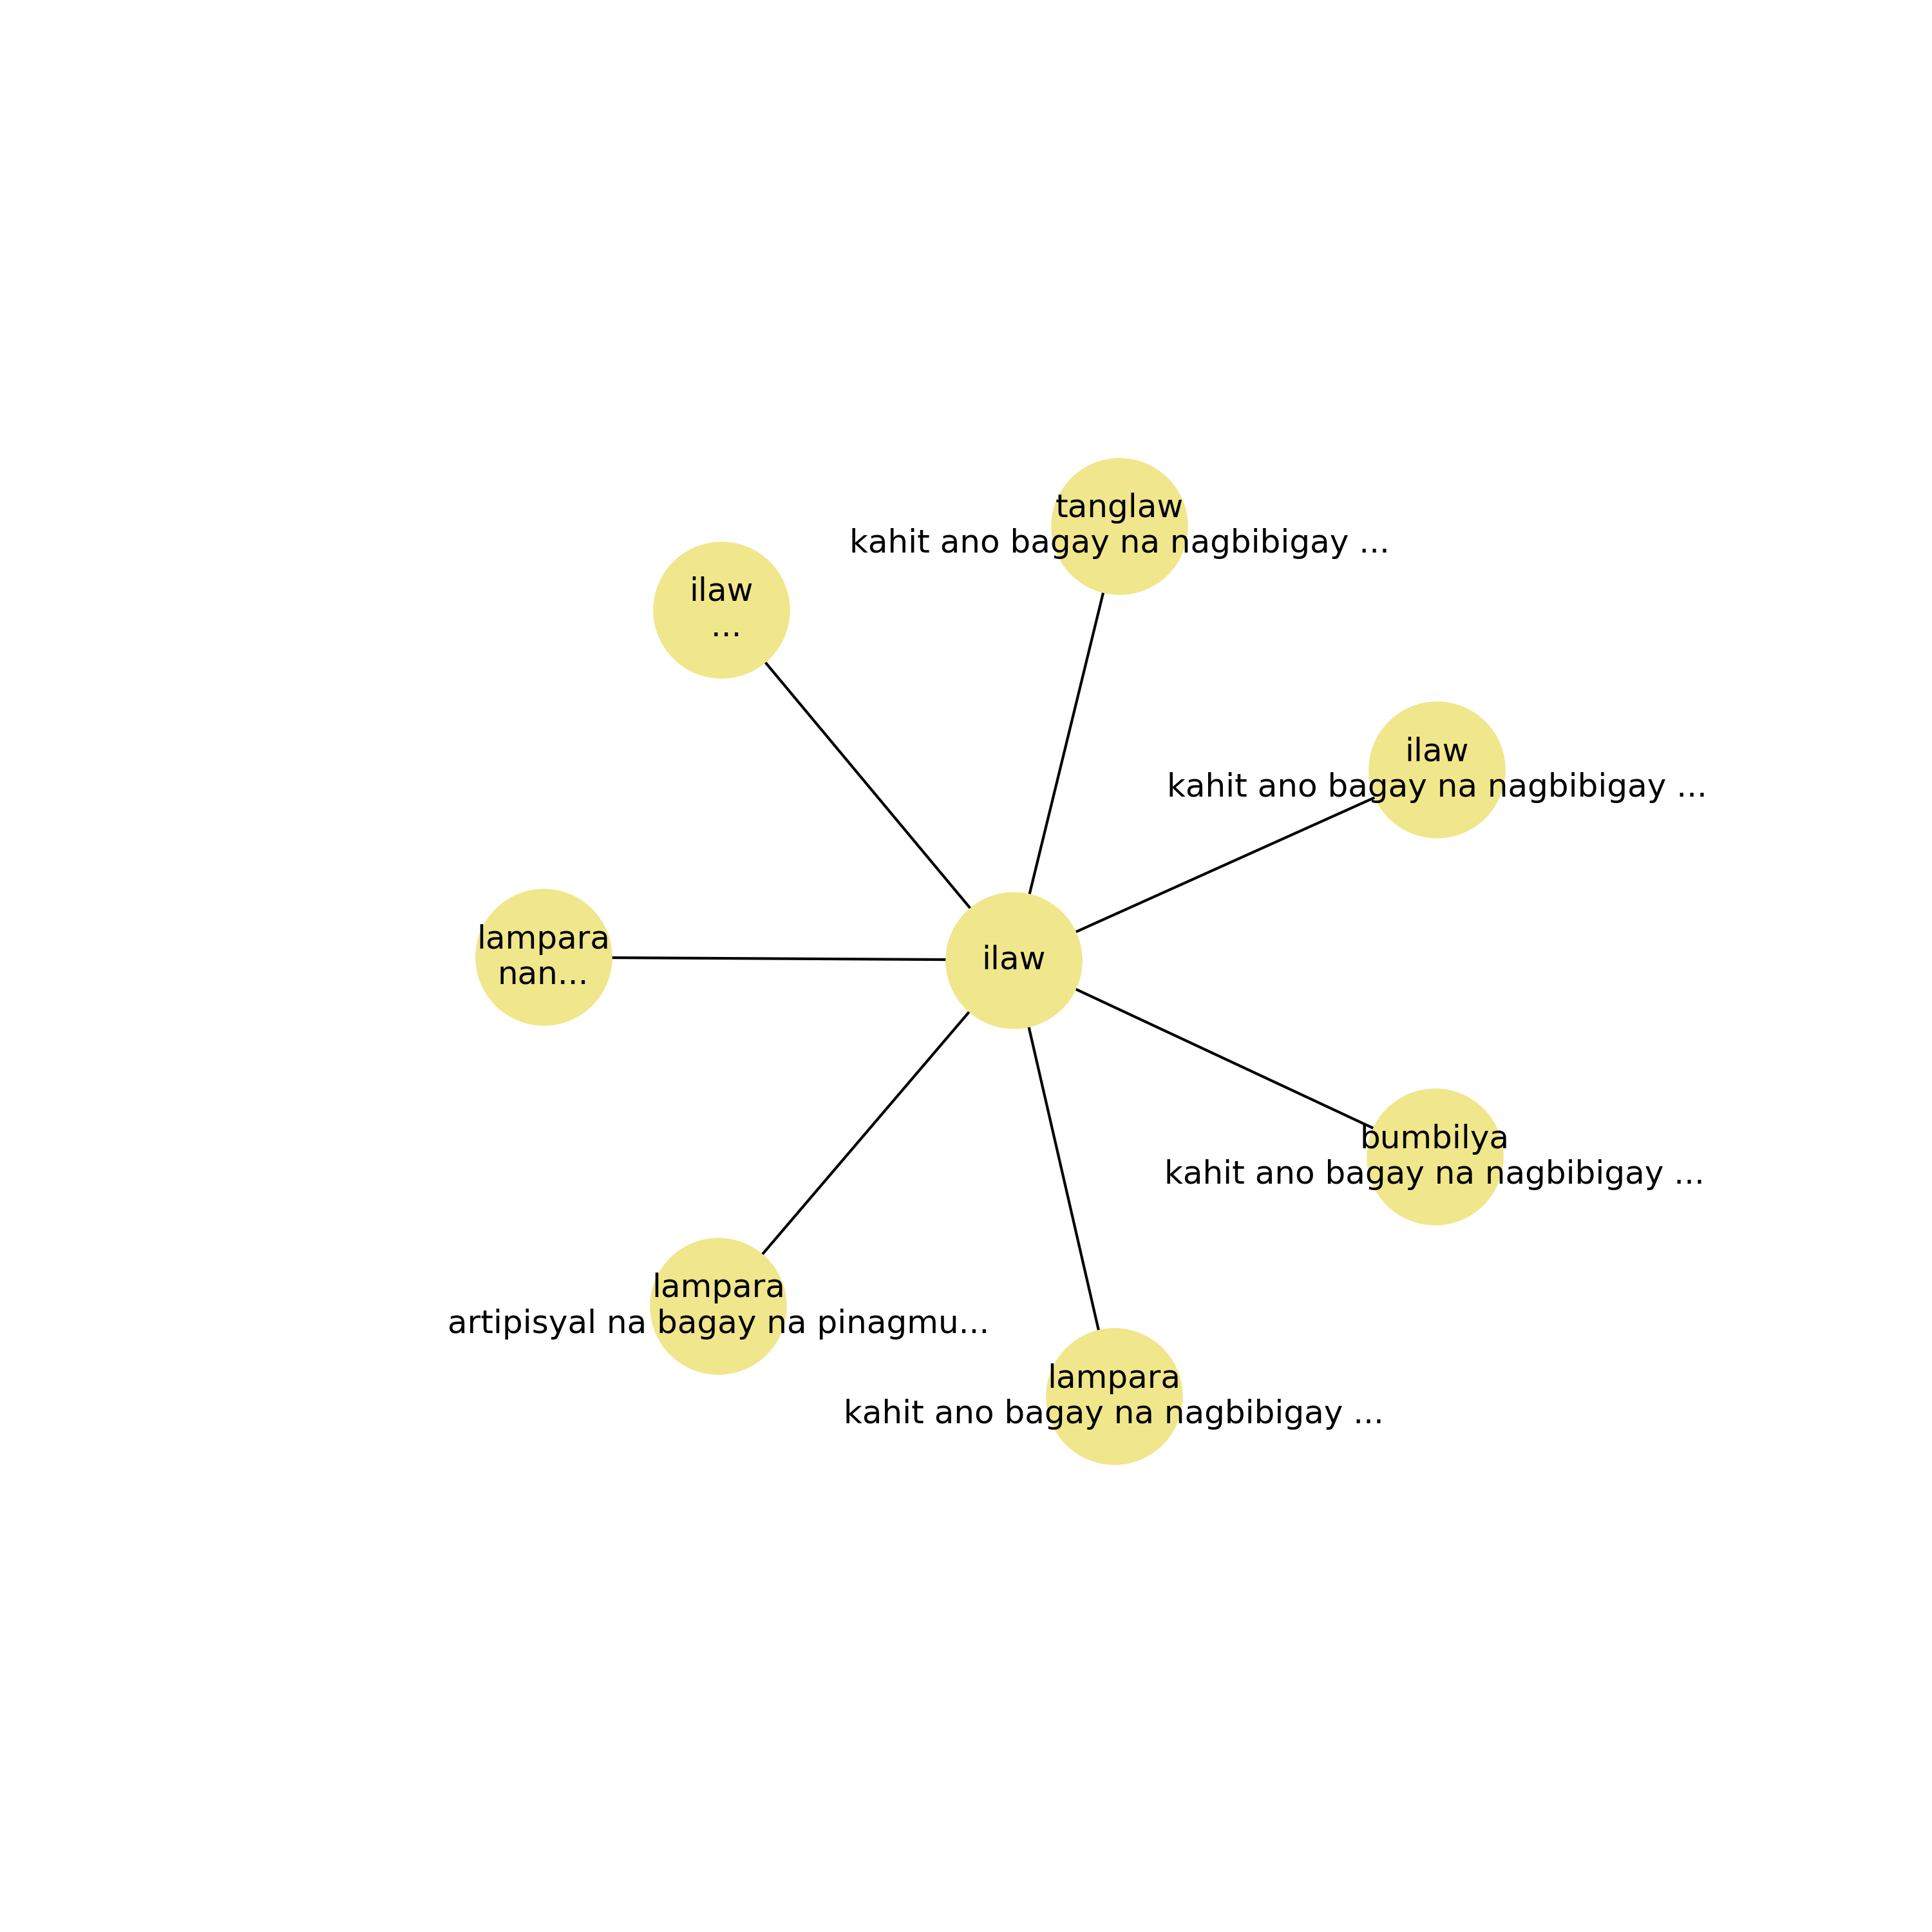 tanglaw
kahit ano bagay na nagbibigay ...
ilaw
...
ilaw
kahit ano bagay na nagbibigay ...
lampara
nan...
ilaw
bumbilya
kahit ano bagay na nagbibigay ...
lampara
artipisyal na bagay na pinagmu...
lampara
kahit ano bagay na nagbibigay ...